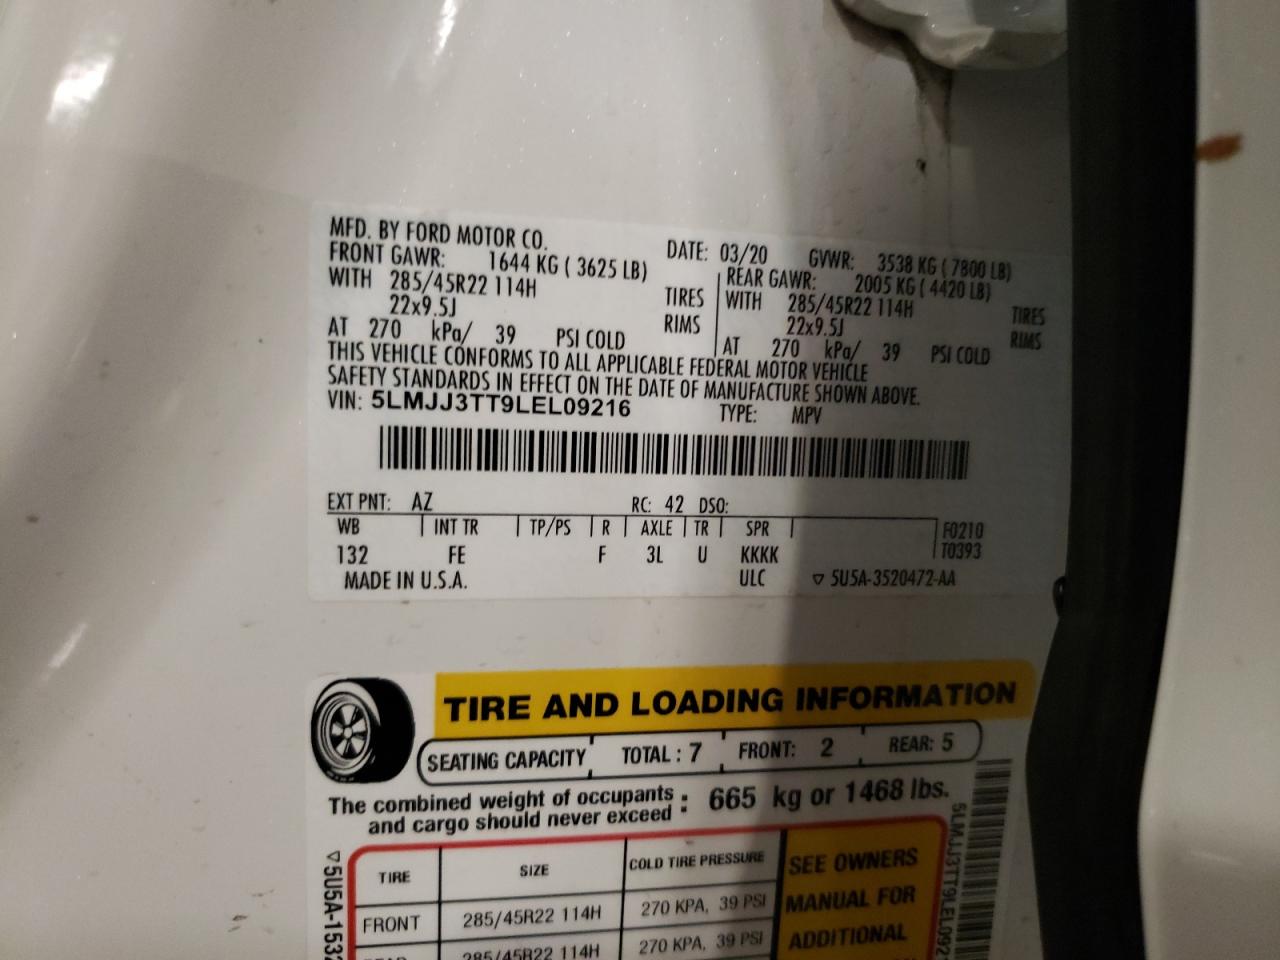 MFD. BY FORD MOTOR CO. DATE: 03/20 GVWR: 3538 KG ( 7800 LB)
FRONT GAWR: 1644 KG ( 3625 LB) REAR GAWR: 2005 KG ( 4420 LB)
WITH 285/45R22 114H TIRES WITH 285/45R22 114H TIRES
22x9.5J RIMS 22x9.5J RIMS
AT 270 kPa/ 39 PSI COLD AT 270 kPa/ 39 PSI COLD
THIS VEHICLE CONFORMS TO ALL APPLICABLE FEDERAL MOTOR VEHICLE
SAFETY STANDARDS IN EFFECT ON THE DATE OF MANUFACTURE SHOWN ABOVE.
VIN: 5LMJJ3TT9LEL09216 TYPE: MPV
EXT PNT: AZ RC: 42 DSO:
WB INT TR TP/PS R AXLE TR SPR F0210
132 FE F 3L U KKKK T0393
MADE IN U.S.A. ULC ▽ 5U5A-3520472-AA
TIRE AND LOADING INFORMATION
SEATING CAPACITY TOTAL : 7 FRONT: 2 REAR: 5
The combined weight of occupants
and cargo should never exceed : 665 kg or 1468 lbs.
TIRE SIZE COLD TIRE PRESSURE SEE OWNERS
FRONT 285/45R22 114H 270 KPA, 39 PSI MANUAL FOR
285/45R22 114H 270 KPA, 39 PSI ADDITIONAL
▽5U5A-1532
5LMJJ3TT9LEL092